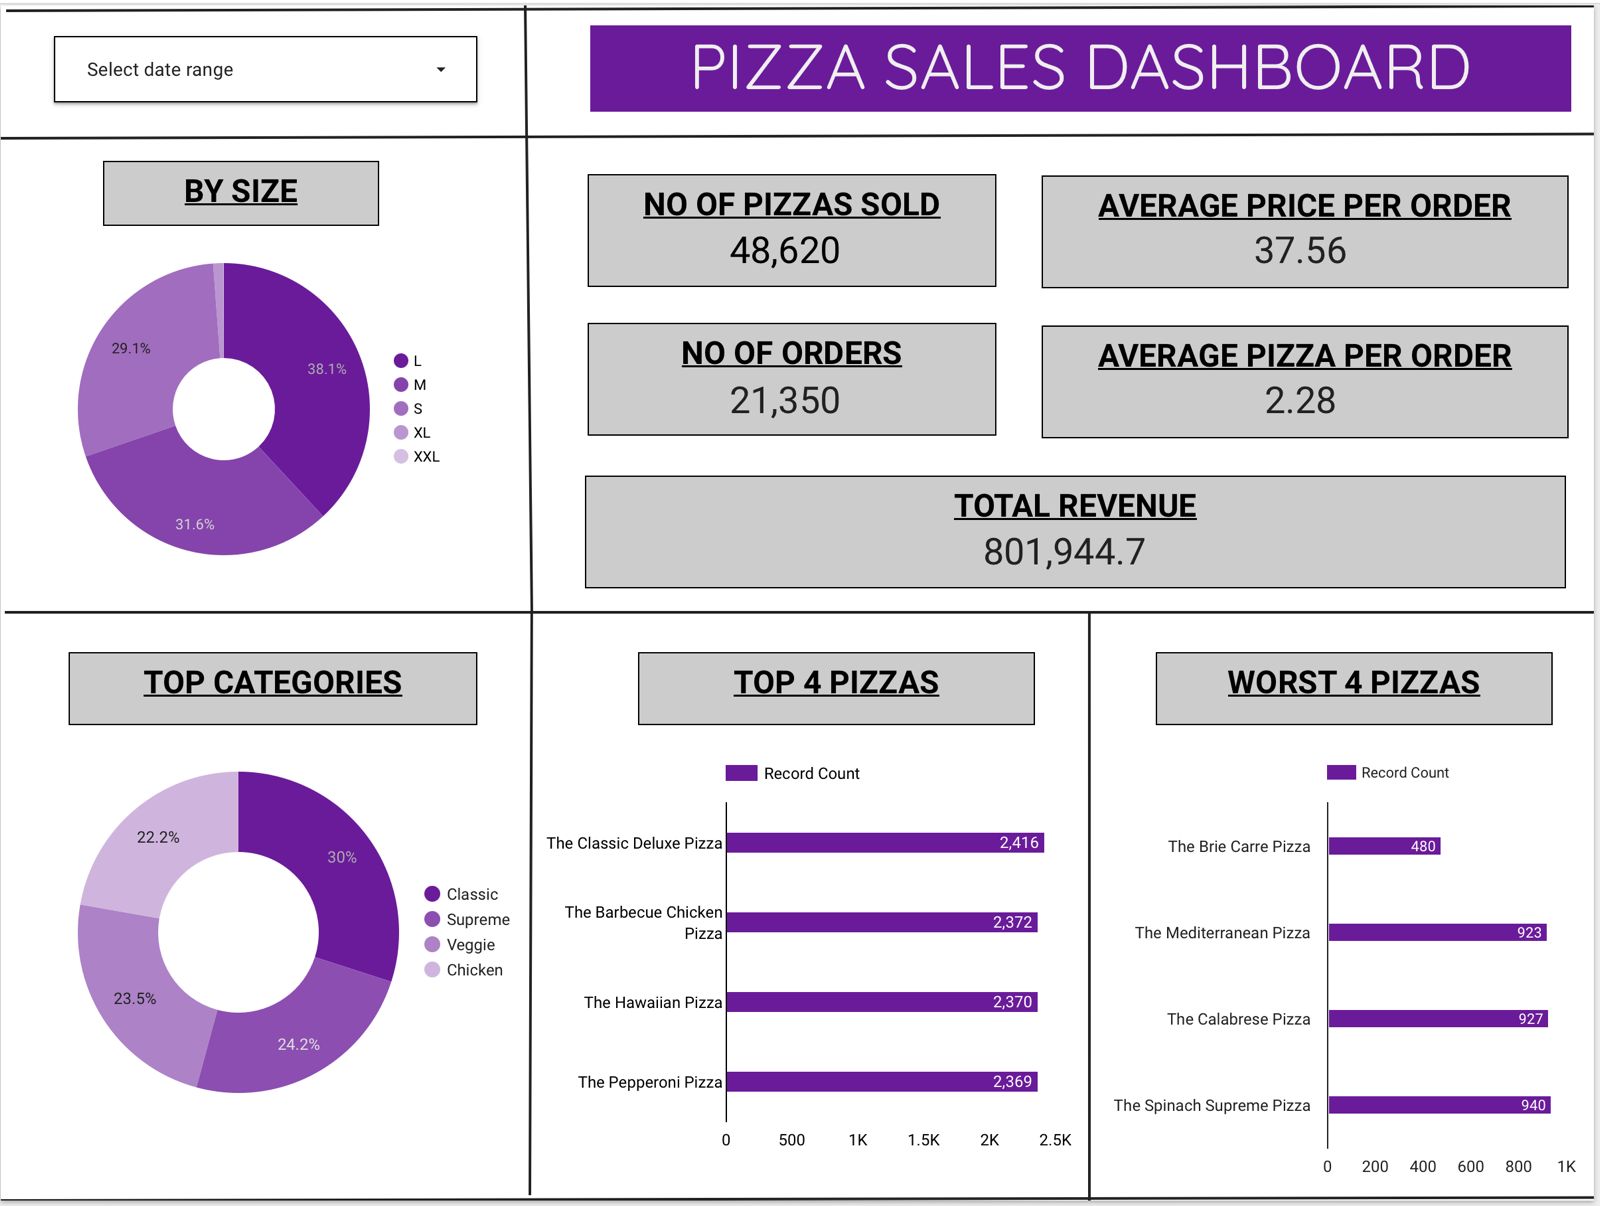 Select date range
PIZZA SALES DASHBOARD
BY SIZE
29.1%
38.1%
31.6%
L
M
S
XL
XXL
NO OF PIZZAS SOLD
48,620
AVERAGE PRICE PER ORDER
37.56
NO OF ORDERS
21,350
AVERAGE PIZZA PER ORDER
2.28
TOTAL REVENUE
801,944.7
TOP CATEGORIES
22.2%
30%
23.5%
24.2%
Classic
Supreme
Veggie
Chicken
TOP 4 PIZZAS
Record Count
The Classic Deluxe Pizza 2,416
The Barbecue Chicken
Pizza 2,372
The Hawaiian Pizza 2,370
The Pepperoni Pizza 2,369
0 500 1K 1.5K 2K 2.5K
WORST 4 PIZZAS
Record Count
The Brie Carre Pizza 480
The Mediterranean Pizza 923
The Calabrese Pizza 927
The Spinach Supreme Pizza 940
0 200 400 600 800 1K